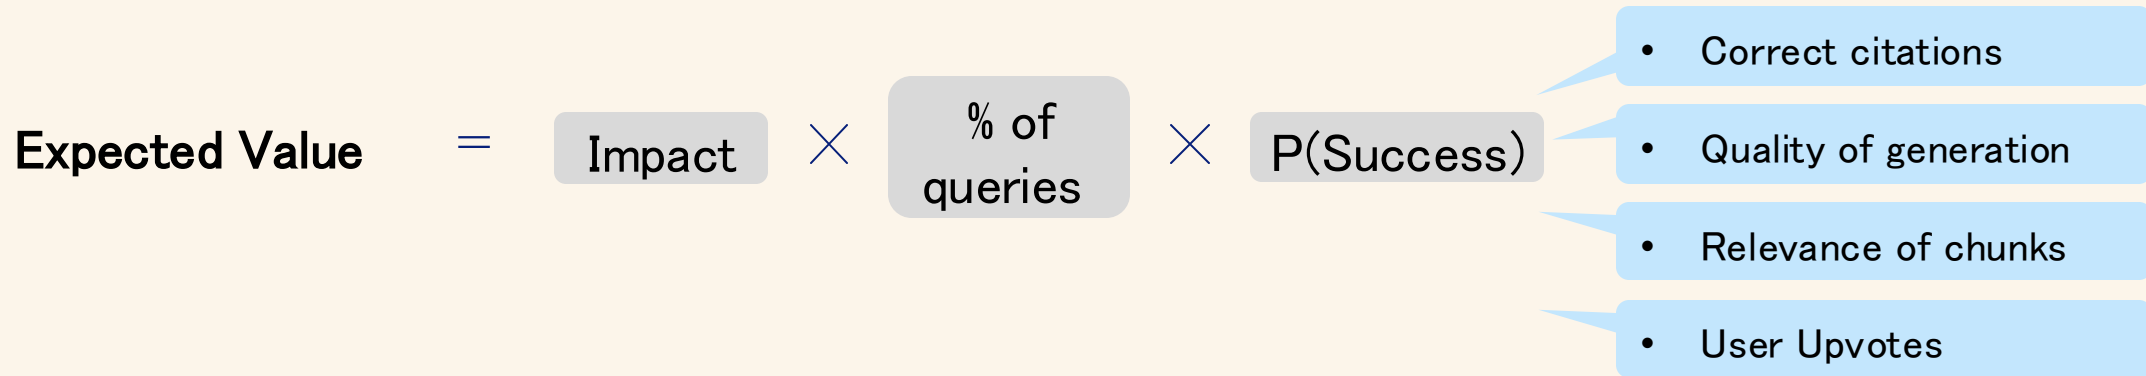 Expected Value = Impact × % of queries × P(Success)
• Correct citations
• Quality of generation
• Relevance of chunks
• User Upvotes